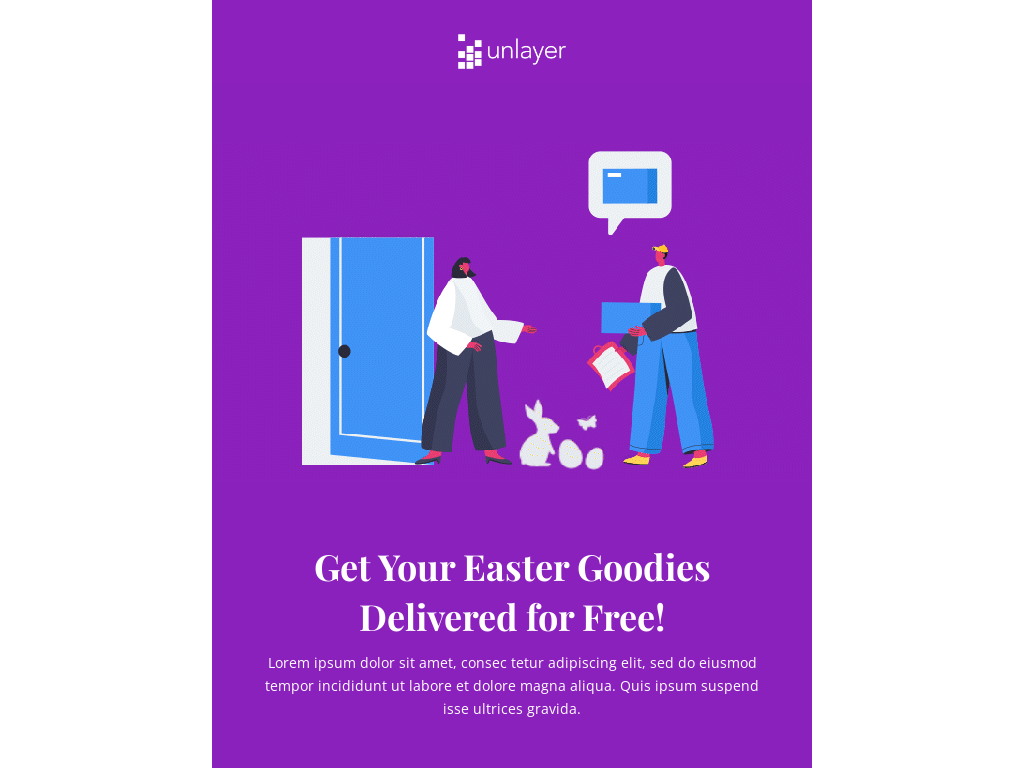 unlayer
Get Your Easter Goodies
Delivered for Free!
Lorem ipsum dolor sit amet, consec tetur adipiscing elit, sed do eiusmod
tempor incididunt ut labore et dolore magna aliqua. Quis ipsum suspend
isse ultrices gravida.